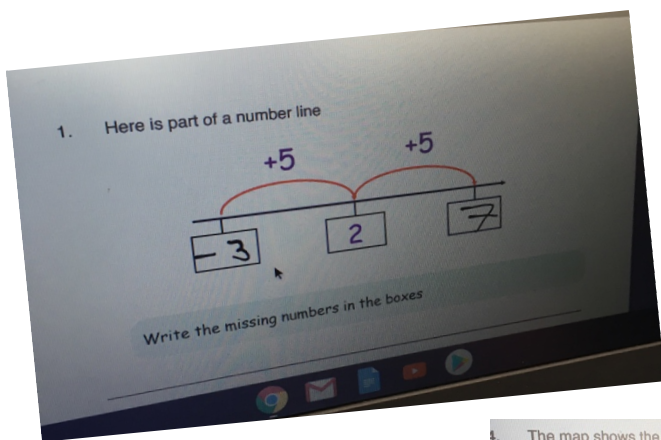 1. Here is part of a number line
+5 +5
-3 2 7
Write the missing numbers in the boxes
4. The map shows the